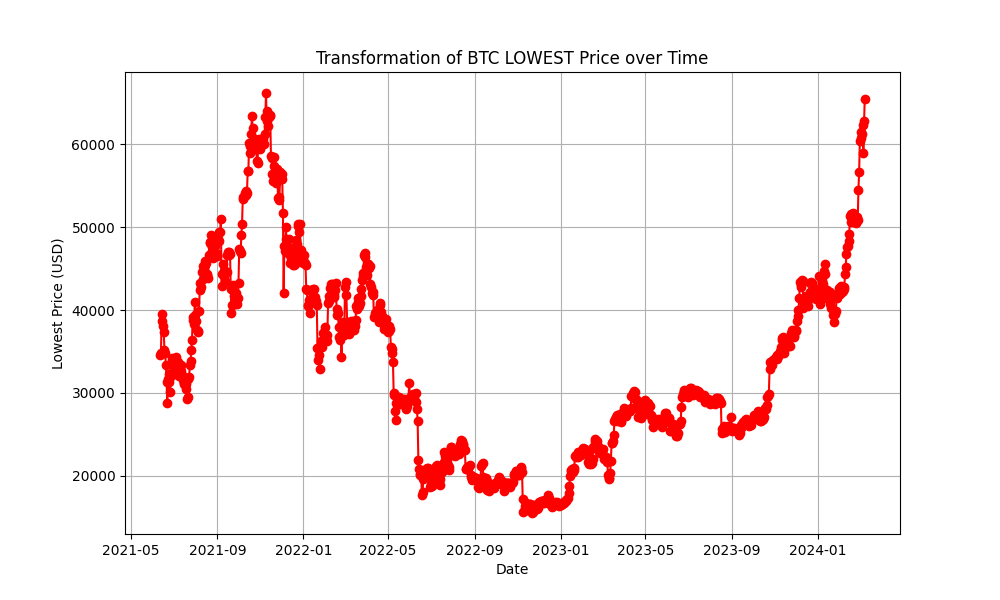 Transformation of BTC LOWEST Price over Time
Lowest Price (USD)
60000
50000
40000
30000
20000
2021-05 2021-09 2022-01 2022-05 2022-09 2023-01 2023-05 2023-09 2024-01
Date